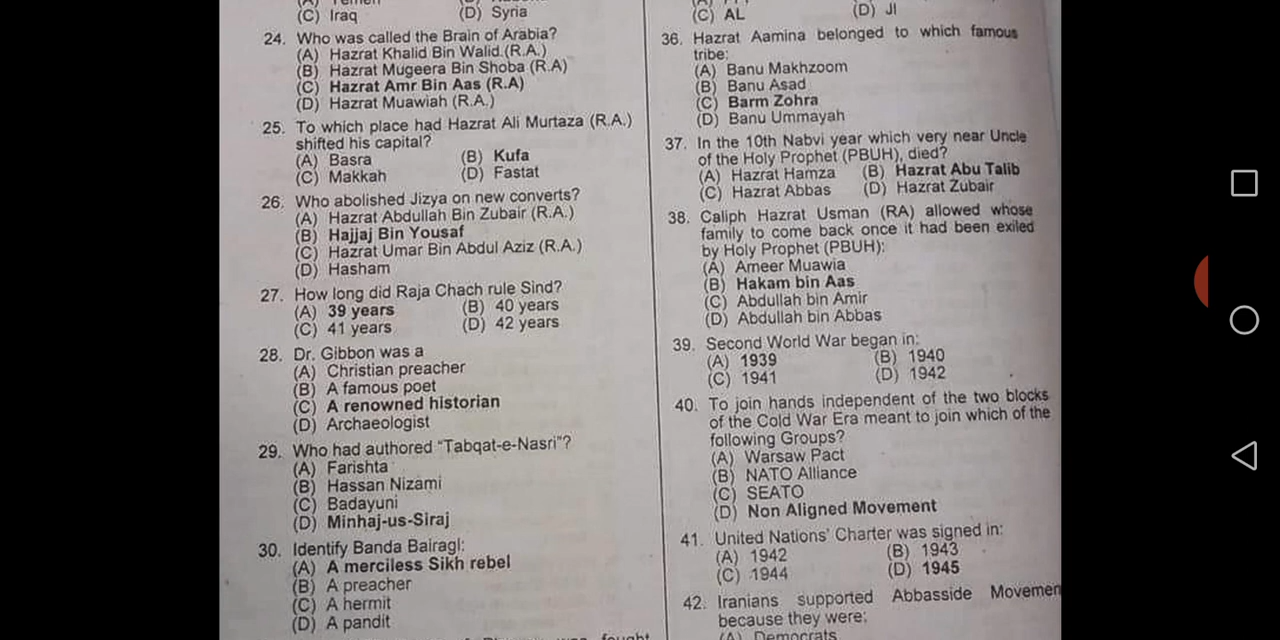 (C) Iraq (D) Syria
24. Who was called the Brain of Arabia?
(A) Hazrat Khalid Bin Walid.(R.A.)
(B) Hazrat Mugeera Bin Shoba (R.A)
(C) Hazrat Amr Bin Aas (R.A)
(D) Hazrat Muawiah (R.A.)
25. To which place had Hazrat Ali Murtaza (R.A.)
shifted his capital?
(A) Basra (B) Kufa
(C) Makkah (D) Fastat
26. Who abolished Jizya on new converts?
(A) Hazrat Abdullah Bin Zubair (R.A.)
(B) Hajjaj Bin Yousaf
(C) Hazrat Umar Bin Abdul Aziz (R.A.)
(D) Hasham
27. How long did Raja Chach rule Sind?
(A) 39 years (B) 40 years
(C) 41 years (D) 42 years
28. Dr. Gibbon was a
(A) Christian preacher
(B) A famous poet
(C) A renowned historian
(D) Archaeologist
29. Who had authored “Tabqat-e-Nasri”?
(A) Farishta
(B) Hassan Nizami
(C) Badayuni
(D) Minhaj-us-Siraj
30. Identify Banda Bairagl:
(A) A merciless Sikh rebel
(B) A preacher
(C) A hermit
(D) A pandit
fought
(C) AL (D) JI
36. Hazrat Aamina belonged to which famous
tribe:
(A) Banu Makhzoom
(B) Banu Asad
(C) Barm Zohra
(D) Banu Ummayah
37. In the 10th Nabvi year which very near Uncle
of the Holy Prophet (PBUH), died?
(A) Hazrat Hamza (B) Hazrat Abu Talib
(C) Hazrat Abbas (D) Hazrat Zubair
38. Caliph Hazrat Usman (RA) allowed whose
family to come back once it had been exiled
by Holy Prophet (PBUH):
(A) Ameer Muawia
(B) Hakam bin Aas
(C) Abdullah bin Amir
(D) Abdullah bin Abbas
39. Second World War began in:
(A) 1939 (B) 1940
(C) 1941 (D) 1942
40. To join hands independent of the two blocks
of the Cold War Era meant to join which of the
following Groups?
(A) Warsaw Pact
(B) NATO Alliance
(C) SEATO
(D) Non Aligned Movement
41. United Nations’ Charter was signed in:
(A) 1942 (B) 1943
(C) 1944 (D) 1945
42. Iranians supported Abbasside Movemen
because they were:
(A) Democrats